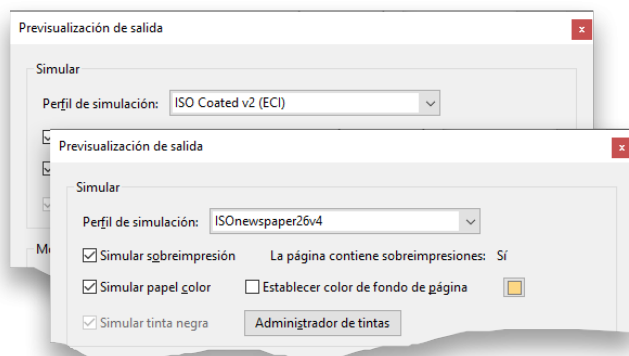 Previsualización de salida
x
Simular
Perfil de simulación: ISO Coated v2 (ECI)
Previsualización de salida
x
Simular
Perfil de simulación: ISOnewspaper26v4
Simular sobreimpresión La página contiene sobreimpresiones: Sí
Simular papel color Establecer color de fondo de página
Simular tinta negra Administrador de tintas